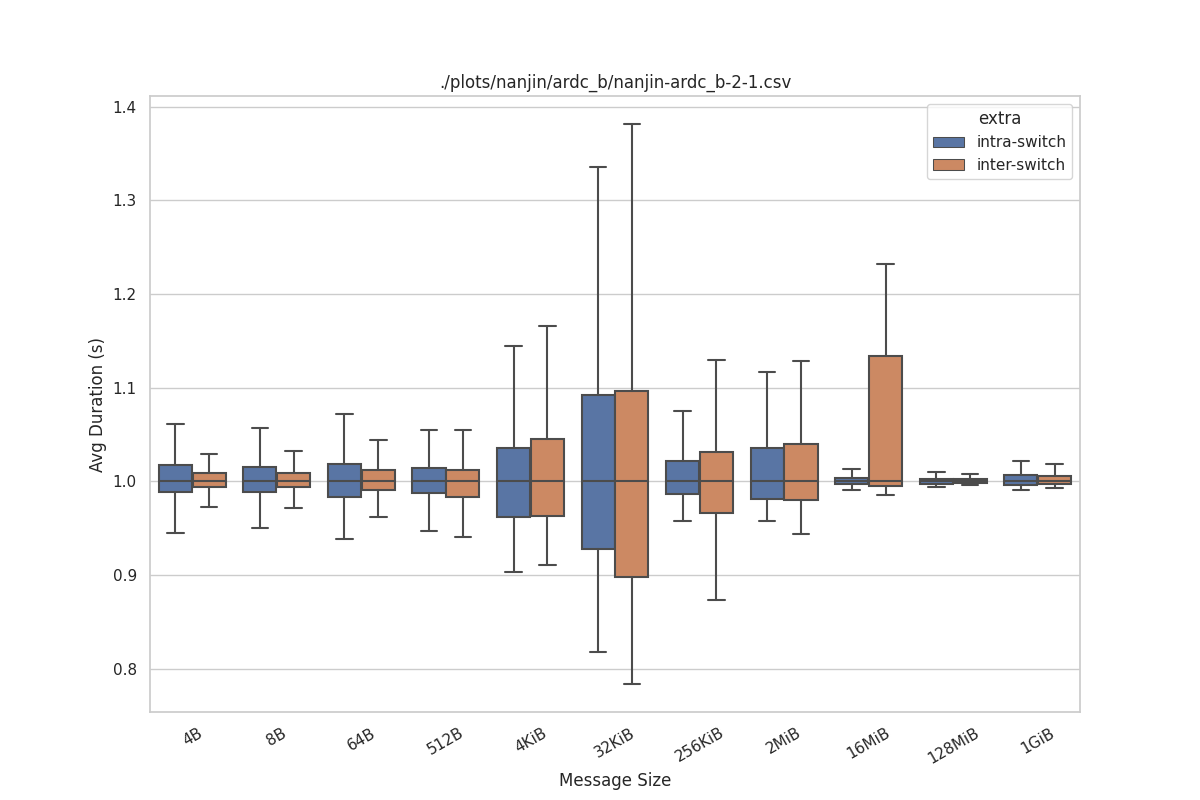 ./plots/nanjin/ardc_b/nanjin-ardc_b-2-1.csv
extra
intra-switch
inter-switch
Avg Duration (s)
1.4
1.3
1.2
1.1
1.0
0.9
0.8
4B 8B 64B 512B 4KiB 32KiB 256KiB 2MiB 16MiB 128MiB 1GiB
Message Size